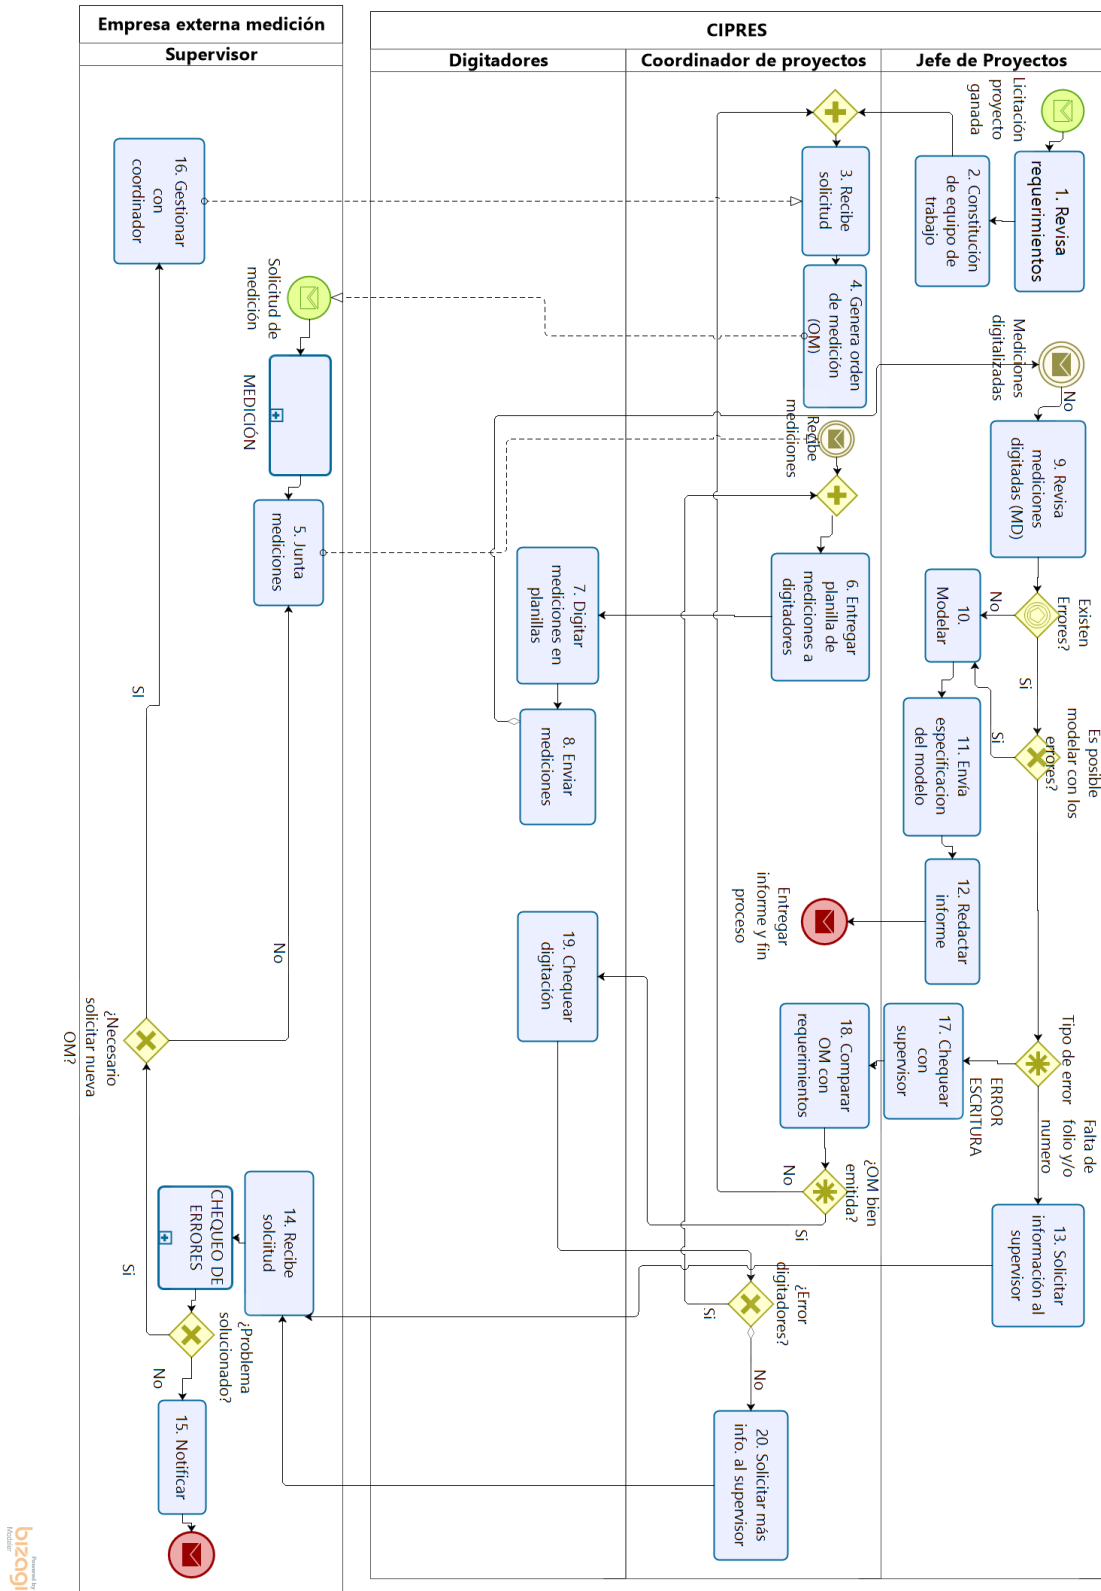 Empresa externa medición
Supervisor
CIPRES
Digitadores
Coordinador de proyectos
Jefe de Proyectos
Licitación
proyecto
ganada
1. Revisa
requerimientos
2. Constitución
de equipo de
trabajo
3. Recibe
solicitud
4. Genera orden
de medición
(OM)
16. Gestionar
con
coordinador
Solicitud de
medición
MEDICIÓN
5. Junta
mediciones
Mediciones
digitalizadas
No
9. Revisa
mediciones
digitadas (MD)
Recibe
mediciones
6. Entregar
planilla de
mediciones a
digitadores
7. Digitar
mediciones en
planillas
8. Enviar
mediciones
Existen
Errores?
No
Si
10.
Modelar
Es posible
modelar con los
errores?
Si
11. Envía
especificacion
del modelo
12. Redactar
informe
Entregar
informe y fin
proceso
Tipo de error
ERROR
ESCRITURA
Falta de
folio y/o
numero
17. Chequear
con
supervisor
18. Comparar
OM con
requerimientos
¿OM bien
emitida?
No
Si
19. Chequear
digitación
13. Solicitar
información al
supervisor
¿Error
digitadores?
Si
No
20. Solicitar más
info. al supervisor
14. Recibe
solciitud
CHEQUEO DE
ERRORES
¿Problema
solucionado?
Si
No
15. Notificar
¿Necesario
solicitar nueva
OM?
SI
No
Powered by
bizagi
Modeler